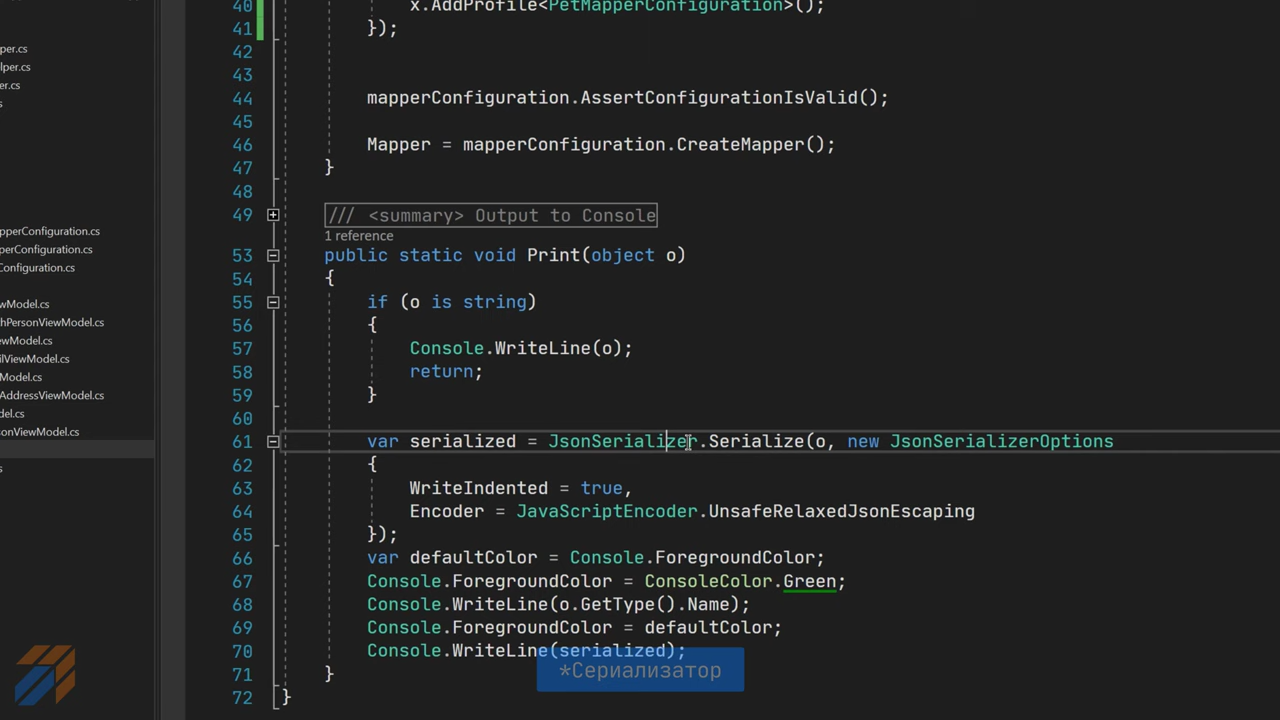 40 x.AddProfile<PetMapperConfiguration>();
41 });
42
43
44 mapperConfiguration.AssertConfigurationIsValid();
45
46 Mapper = mapperConfiguration.CreateMapper();
47 }
48
49 /// <summary> Output to Console
1 reference
53 public static void Print(object o)
54 {
55 if (o is string)
56 {
57 Console.WriteLine(o);
58 return;
59 }
60
61 var serialized = JsonSerializer.Serialize(o, new JsonSerializerOptions
62 {
63 WriteIndented = true,
64 Encoder = JavaScriptEncoder.UnsafeRelaxedJsonEscaping
65 });
66 var defaultColor = Console.ForegroundColor;
67 Console.ForegroundColor = ConsoleColor.Green;
68 Console.WriteLine(o.GetType().Name);
69 Console.ForegroundColor = defaultColor;
70 Console.WriteLine(serialized);
71 }
72 }
*Сериализатор
per.cs
lper.cs
er.cs
s
pperConfiguration.cs
perConfiguration.cs
Configuration.cs
ewModel.cs
hPersonViewModel.cs
ewModel.cs
ilViewModel.cs
Model.cs
AddressViewModel.cs
del.cs
sonViewModel.cs
s